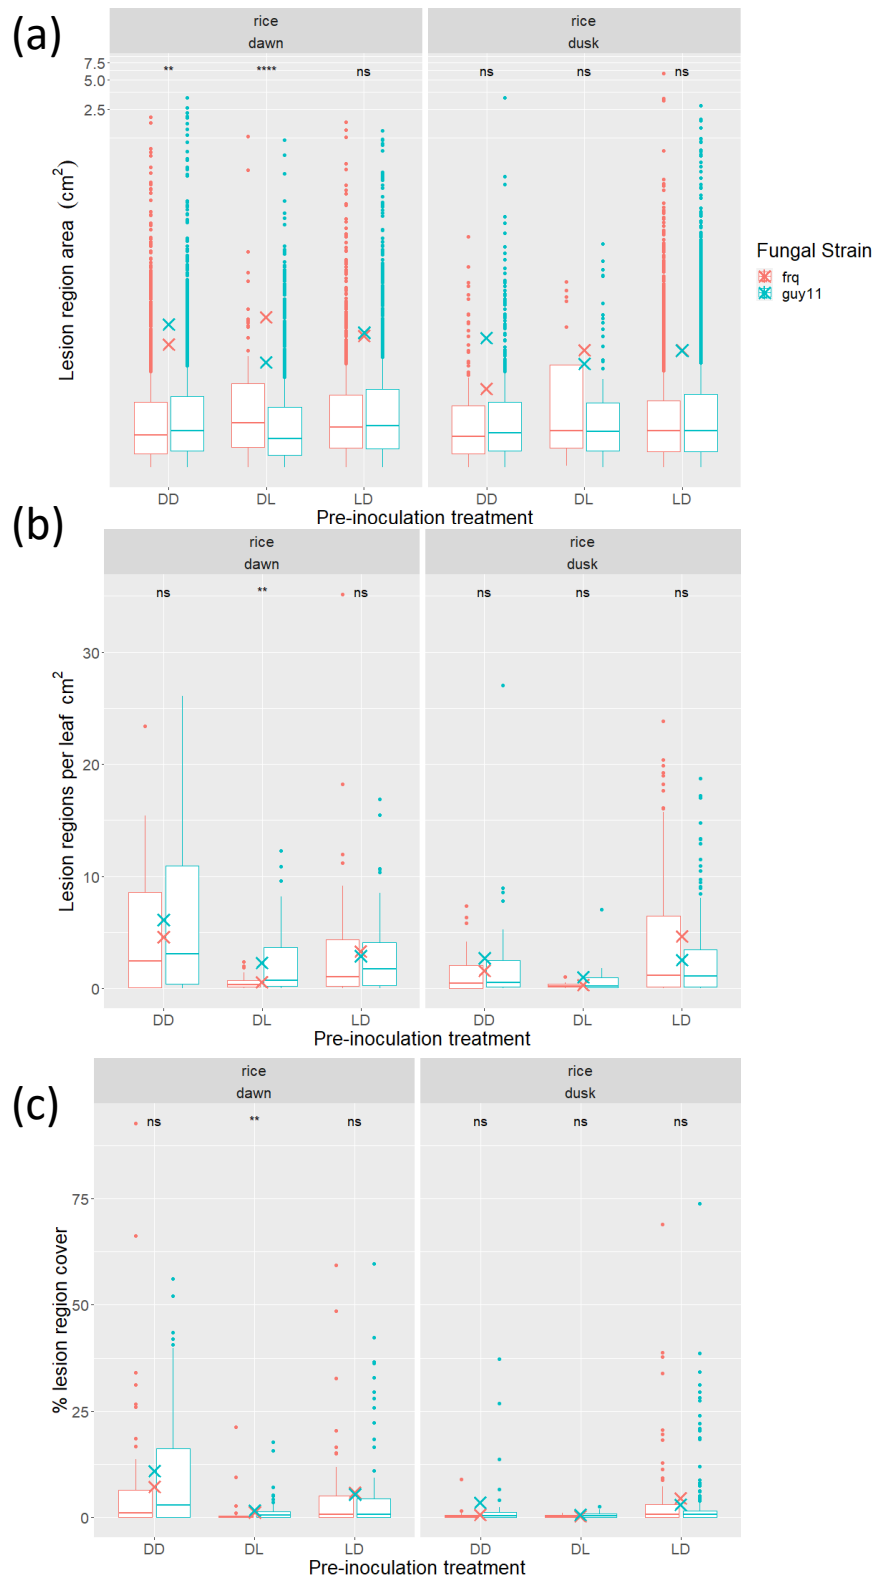 (a)
rice
rice
dawn
dusk
** **** ns
ns ns ns
7.5
5.0
2.5
Lesion region area (cm²)
DD DL LD
DD DL LD
Pre-inoculation treatment
Fungal Strain
frq
guy11
(b)
rice
rice
dawn
dusk
ns ** ns
ns ns ns
30
20
10
0
Lesion regions per leaf cm²
DD DL LD
DD DL LD
Pre-inoculation treatment
(c)
rice
rice
dawn
dusk
ns ** ns
ns ns ns
75
50
25
0
% lesion region cover
DD DL LD
DD DL LD
Pre-inoculation treatment